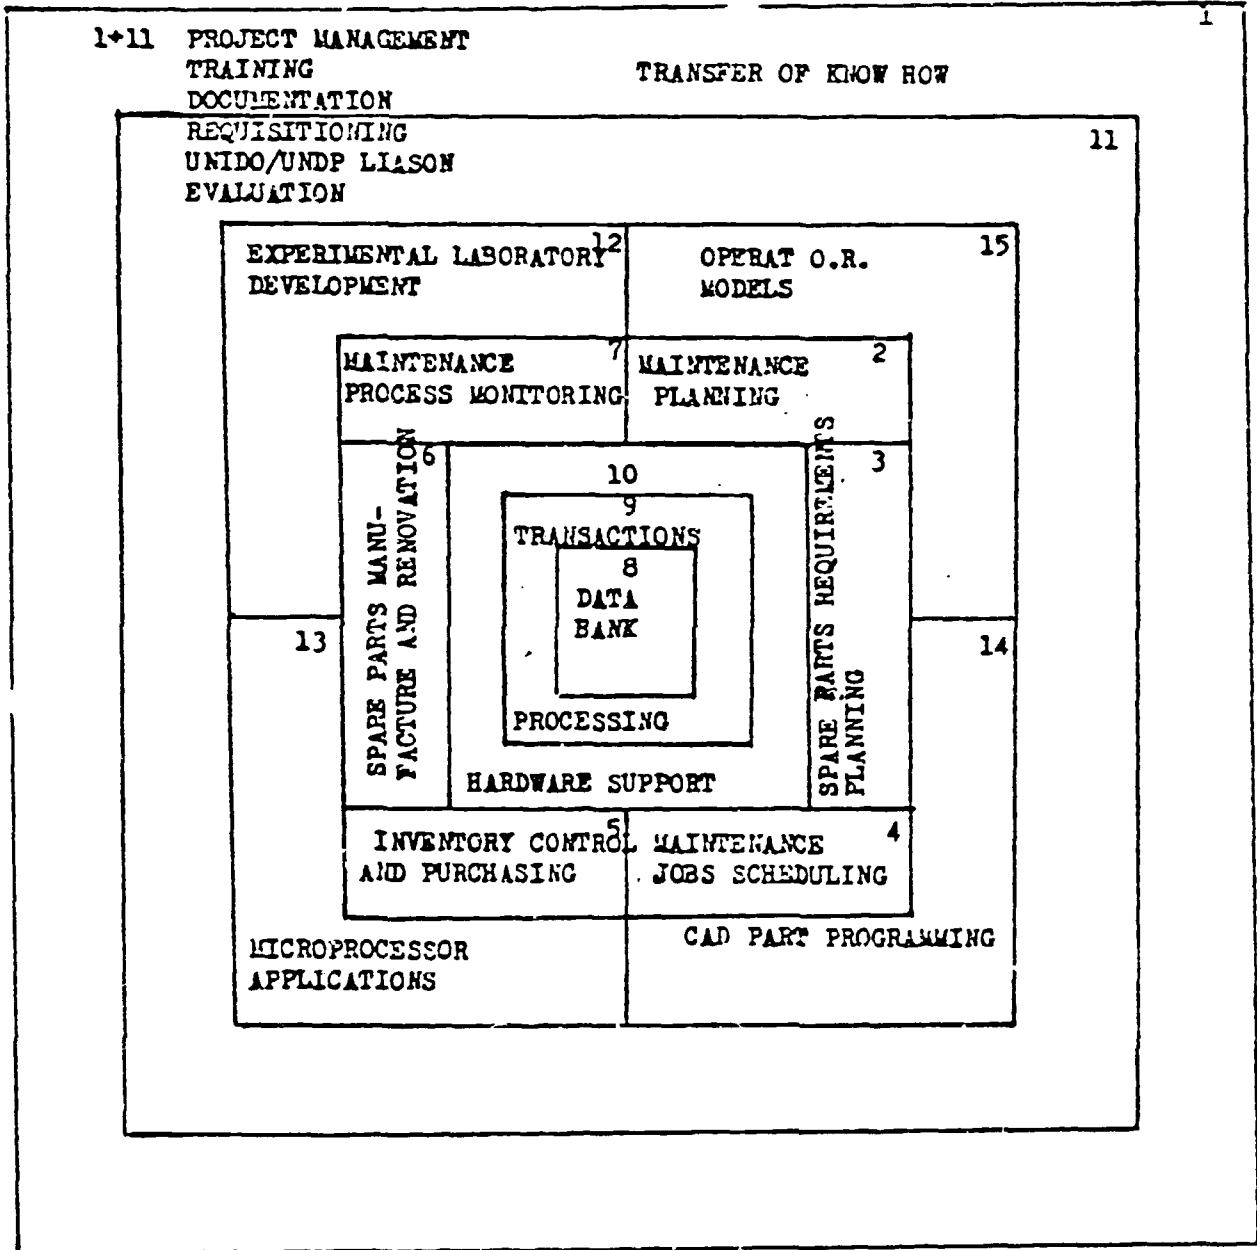 1
1+11 PROJECT MANAGEMENT
TRAINING
TRANSFER OF KNOW HOW
DOCUMENTATION
REQUISITIONING
11
UNIDO/UNDP LIASON
EVALUATION
12
EXPERIMENTAL LABORATORY
DEVELOPMENT
15
OPERAT O.R.
MODELS
7
MAINTENANCE
PROCESS MONITORING
2
MAINTENANCE
PLANNING
6
SPARE PARTS MANU-
FACTURE AND RENOVATION
10
9
TRANSACTIONS
8
DATA
BANK
PROCESSING
HARDWARE SUPPORT
3
SPARE PARTS REQUIREMENTS
PLANNING
13
14
5
INVENTORY CONTROL
AND PURCHASING
4
MAINTENANCE
JOBS SCHEDULING
MICROPROCESSOR
APPLICATIONS
CAD PART PROGRAMMING